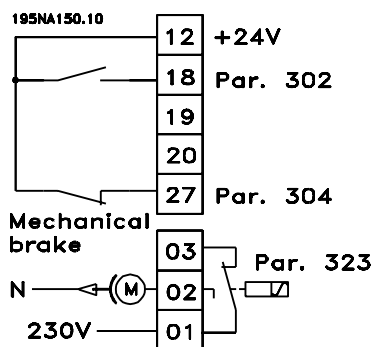 195NA150.10
12 +24V
18 Par. 302
19
20
27 Par. 304
Mechanical
brake
03
Par. 323
N M 02
230V 01